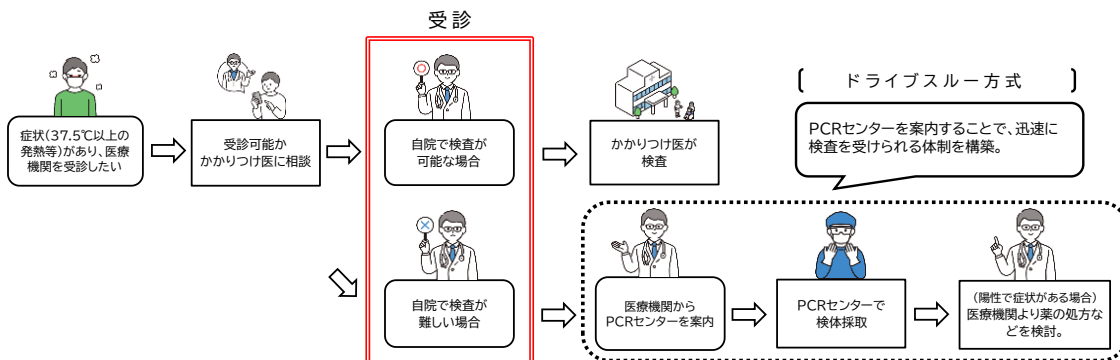 受診
症状(37.5℃以上の
発熱等)があり、医療
機関を受診したい
受診可能か
かかりつけ医に相談
自院で検査が
可能な場合
かかりつけ医が
検査
ドライブスルー方式
PCRセンターを案内することで、迅速に
検査を受けられる体制を構築。
自院で検査が
難しい場合
医療機関から
PCRセンターを案内
PCRセンターで
検体採取
(陽性で症状がある場合)
医療機関より薬の処方な
どを検討。